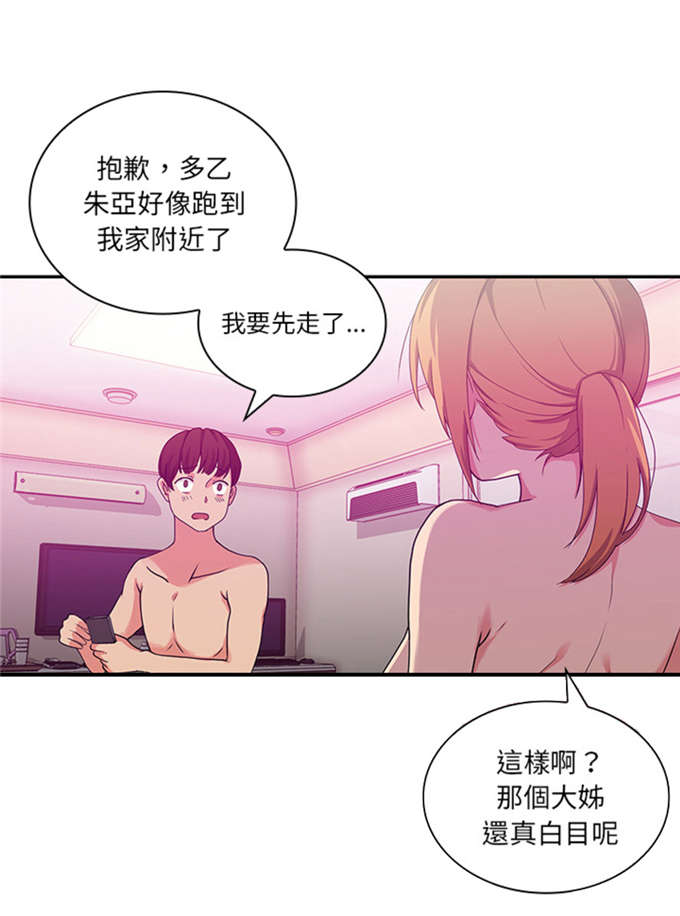 抱歉，多乙
朱亞好像跑到
我家附近了
我要先走了...
這樣啊？
那個大姊
還真白目呢